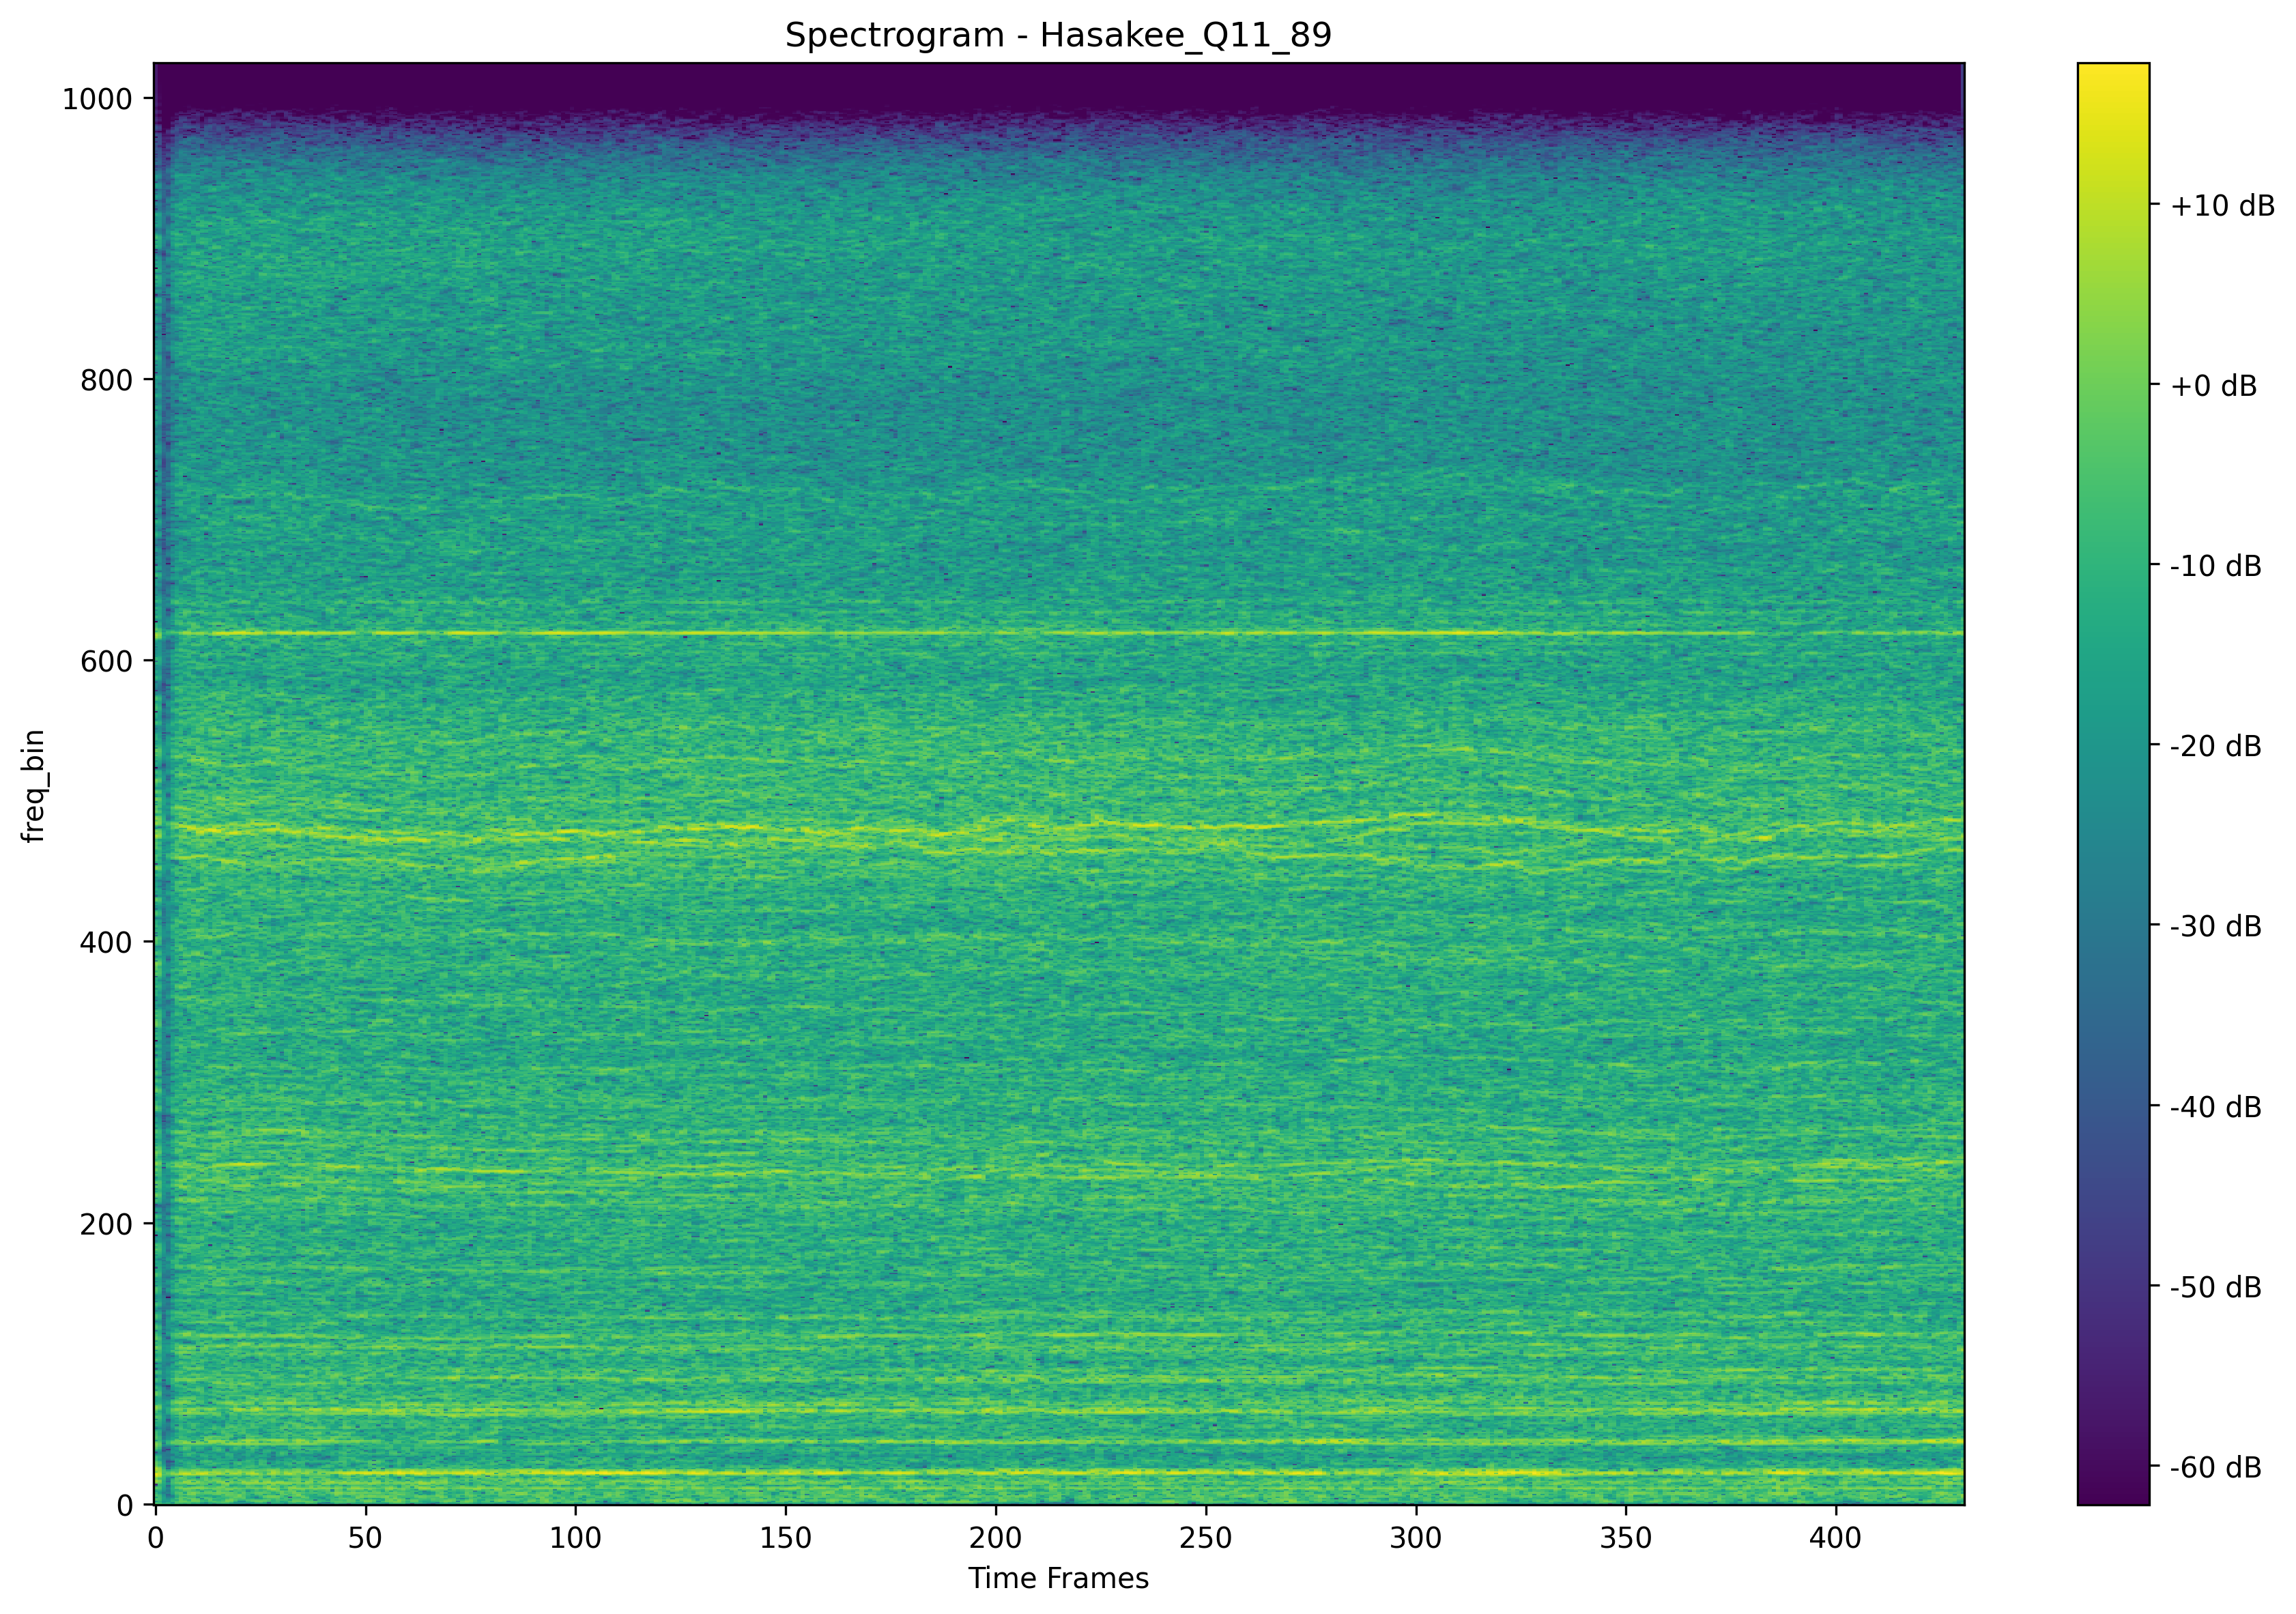 Spectrogram - Hasakee_Q11_89
1000
800
600
400
200
0
freq_bin
0 50 100 150 200 250 300 350 400
Time Frames
+10 dB
+0 dB
-10 dB
-20 dB
-30 dB
-40 dB
-50 dB
-60 dB